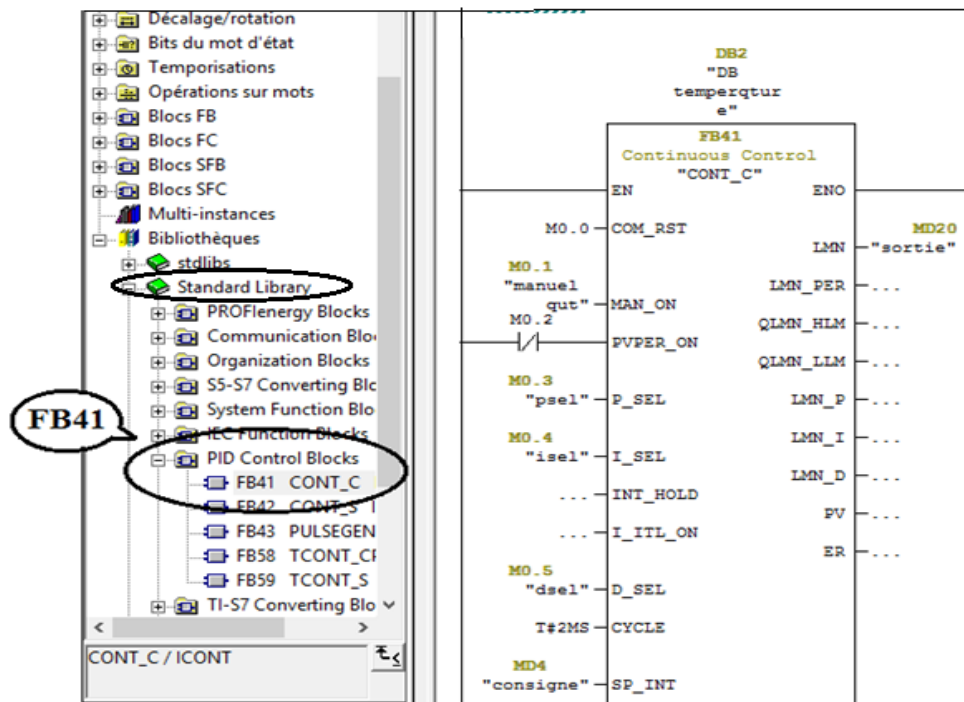 Décalage/rotation
Bits du mot d'état
Temporisations
Opérations sur mots
Blocs FB
Blocs FC
Blocs SFB
Blocs SFC
Multi-instances
Bibliothèques
stdlibs
Standard Library
PROFIenergy Blocks
Communication Blo
Organization Blocks
S5-S7 Converting Blc
System Function Blo
IEC Function Blocks
PID Control Blocks
FB41 CONT_C
FB42 CONT_S I
FB43 PULSEGEN
FB58 TCONT_CP
FB59 TCONT_S
TI-S7 Converting Blo
CONT_C / ICONT
FB41
DB2
"DB
temperqtur
e"
FB41
Continuous Control
"CONT_C"
EN ENO
M0.0 COM_RST
LMN MD20 "sortie"
M0.1
"manuel
qut" MAN_ON
LMN_PER ...
M0.2
PVPER_ON
QLMN_HLM ...
QLMN_LLM ...
M0.3
"psel" P_SEL
LMN_P ...
M0.4
"isel" I_SEL
LMN_I ...
LMN_D ...
... INT_HOLD
PV ...
... I_ITL_ON
ER ...
M0.5
"dsel" D_SEL
T#2MS CYCLE
MD4
"consigne" SP_INT